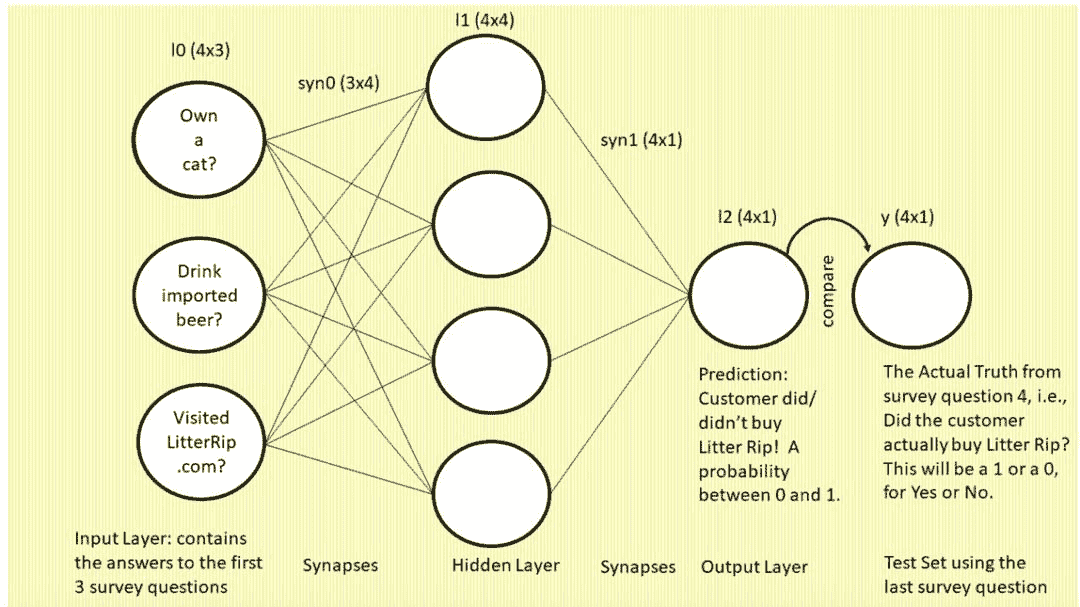 l0 (4x3)
syn0 (3x4)
l1 (4x4)
syn1 (4x1)
l2 (4x1)
y (4x1)
Own
a
cat?
Drink
imported
beer?
Visited
LitterRip
.com?
compare
Prediction:
Customer did/
didn't buy
Litter Rip!  A
probability
between 0 and 1.
The Actual Truth from
survey question 4, i.e.,
Did the customer
actually buy Litter Rip?
This will be a 1 or a 0,
for Yes or No.
Input Layer: contains
the answers to the first
3 survey questions
Synapses
Hidden Layer
Synapses
Output Layer
Test Set using the
last survey question